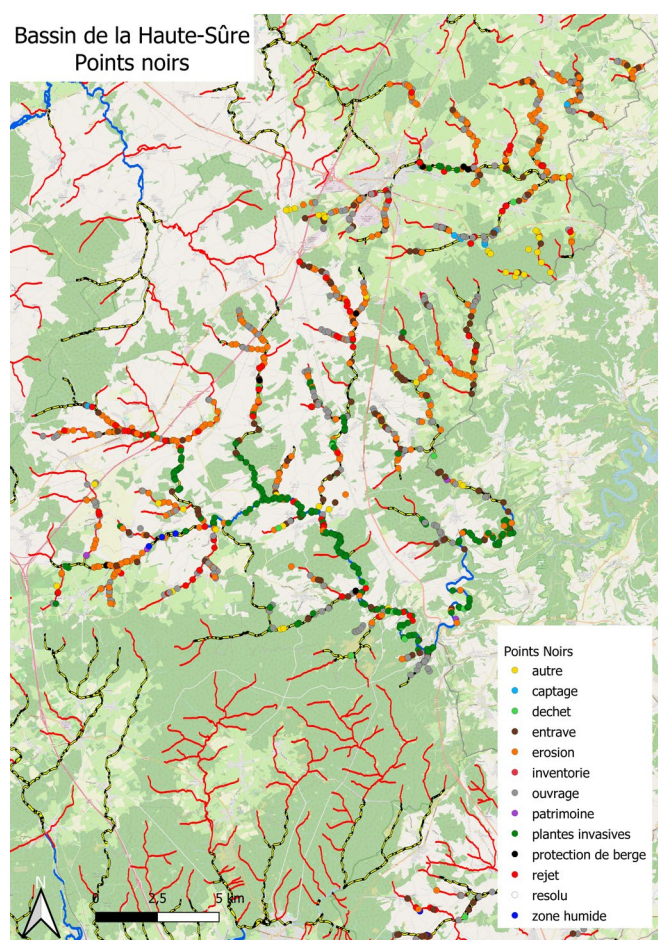 Bassin de la Haute-Sûre
Points noirs
Points Noirs
autre
captage
dechet
entrave
erosion
inventorie
ouvrage
patrimoine
plantes invasives
protection de berge
rejet
resolu
zone humide
N
0 2.5 5 km